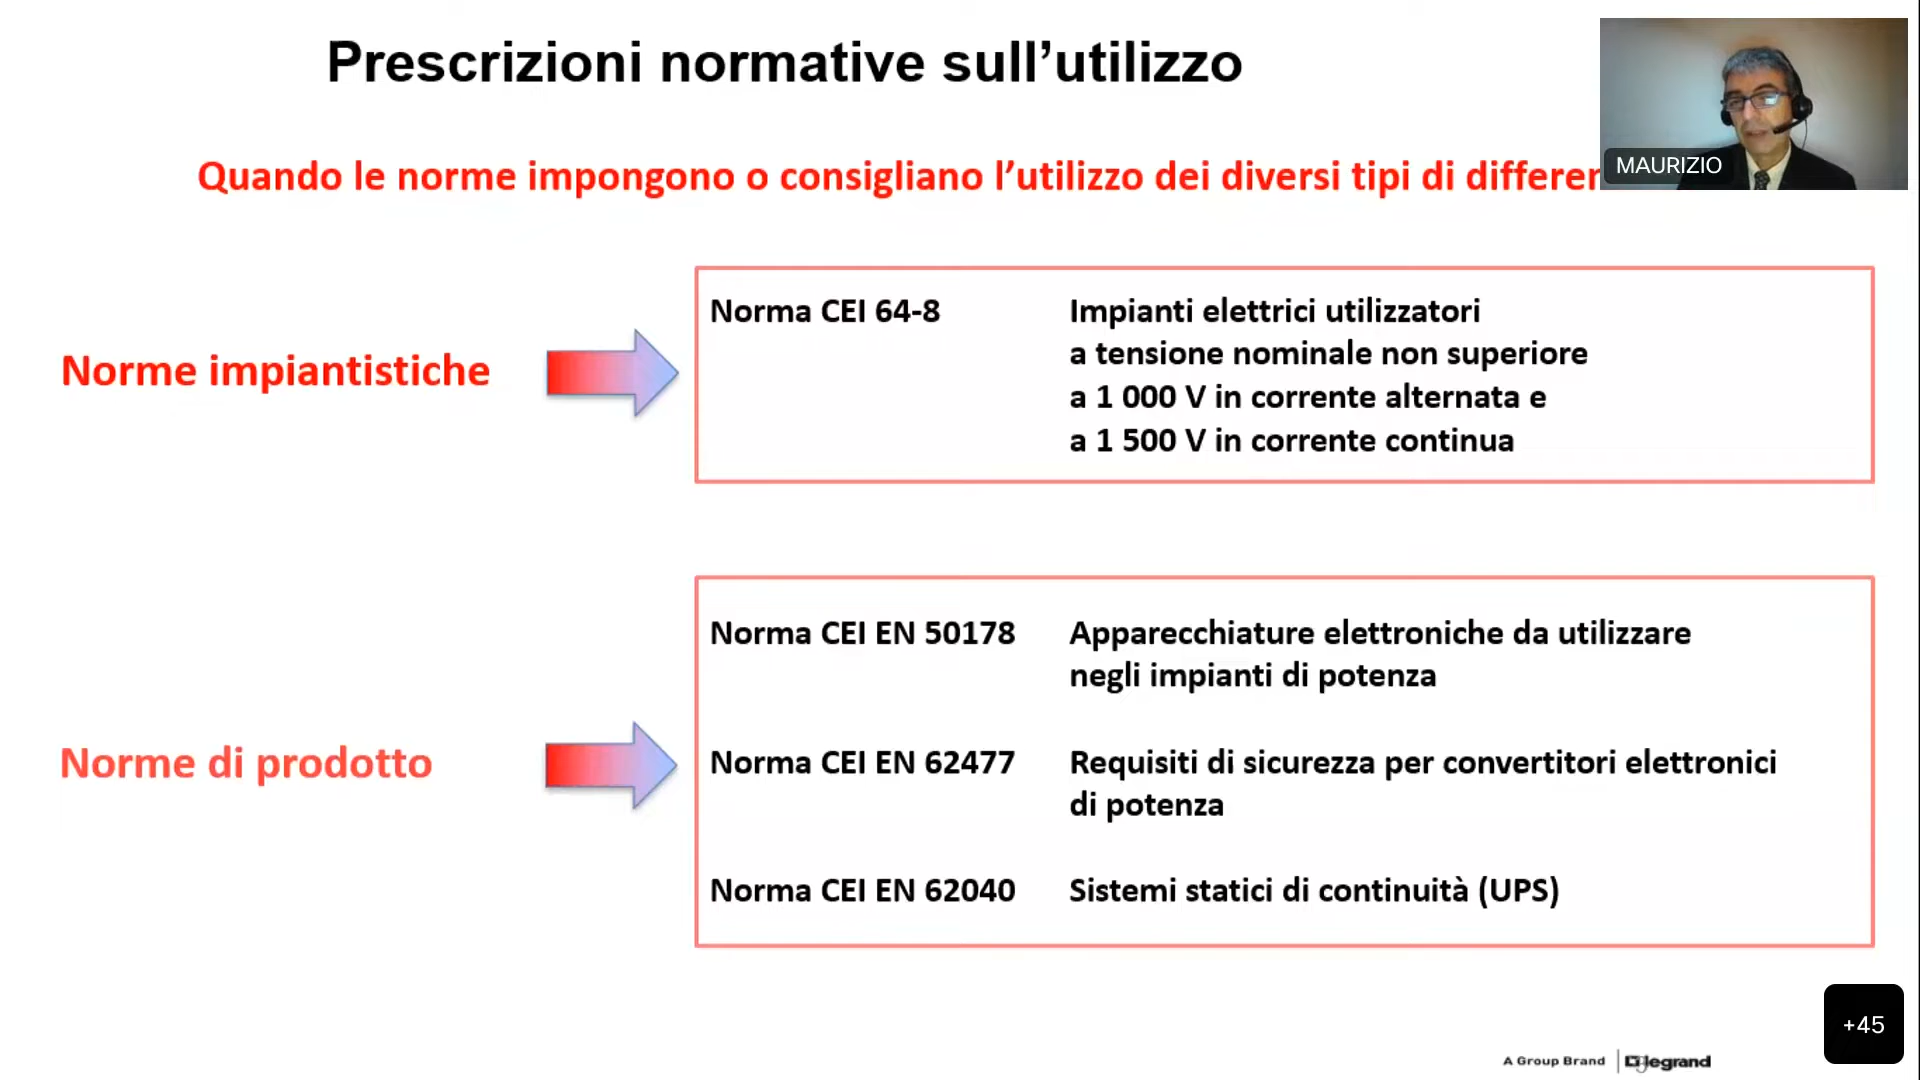 Prescrizioni normative sull’utilizzo
MAURIZIO
Quando le norme impongono o consigliano l’utilizzo dei diversi tipi di differen
Norme impiantistiche
Norma CEI 64-8
Impianti elettrici utilizzatori
a tensione nominale non superiore
a 1 000 V in corrente alternata e
a 1 500 V in corrente continua
Norme di prodotto
Norma CEI EN 50178
Apparecchiature elettroniche da utilizzare
negli impianti di potenza
Norma CEI EN 62477
Requisiti di sicurezza per convertitori elettronici
di potenza
Norma CEI EN 62040
Sistemi statici di continuità (UPS)
+45
A Group Brand
legrand